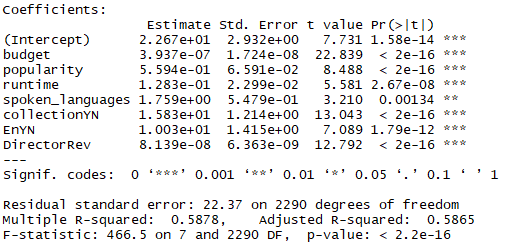 Coefficients:
                   Estimate Std. Error t value Pr(>|t|)
(Intercept)       2.267e+01  2.932e+00   7.731 1.58e-14 ***
budget            3.937e-07  1.724e-08  22.839  < 2e-16 ***
popularity        5.594e-01  6.591e-02   8.488  < 2e-16 ***
runtime           1.283e-01  2.299e-02   5.581 2.67e-08 ***
spoken_languages  1.759e+00  5.479e-01   3.210  0.00134 **
collectionYN      1.583e+01  1.214e+00  13.043  < 2e-16 ***
EnYN              1.003e+01  1.415e+00   7.089 1.79e-12 ***
DirectorRev       8.139e-08  6.363e-09  12.792  < 2e-16 ***
---
Signif. codes:  0 ‘***’ 0.001 ‘**’ 0.01 ‘*’ 0.05 ‘.’ 0.1 ‘ ’ 1
Residual standard error: 22.37 on 2290 degrees of freedom
Multiple R-squared:  0.5878,    Adjusted R-squared:  0.5865
F-statistic: 466.5 on 7 and 2290 DF,  p-value: < 2.2e-16